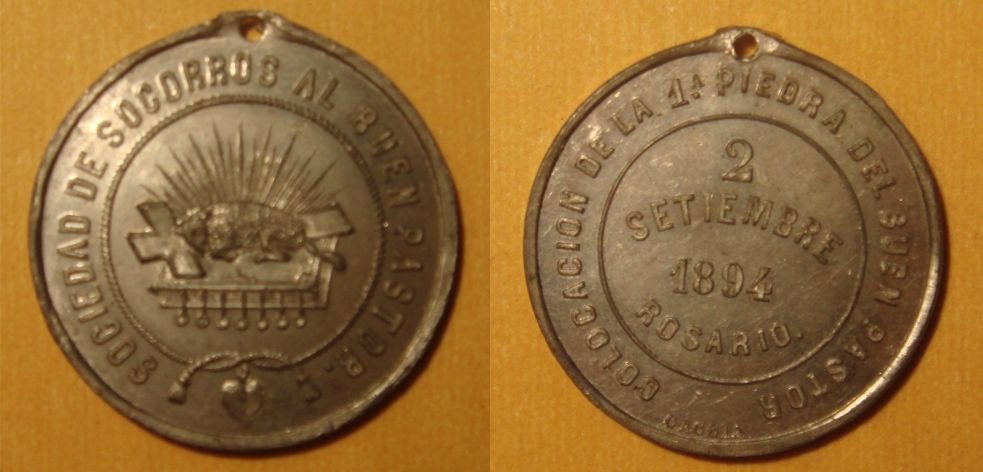 SOCIEDAD DE SOCORROS AL BUEN PASTOR.
COLOCACION DE LA 1ª PIEDRA DEL BUEN PASTOR
2
SETIEMBRE
1894
ROSARIO.